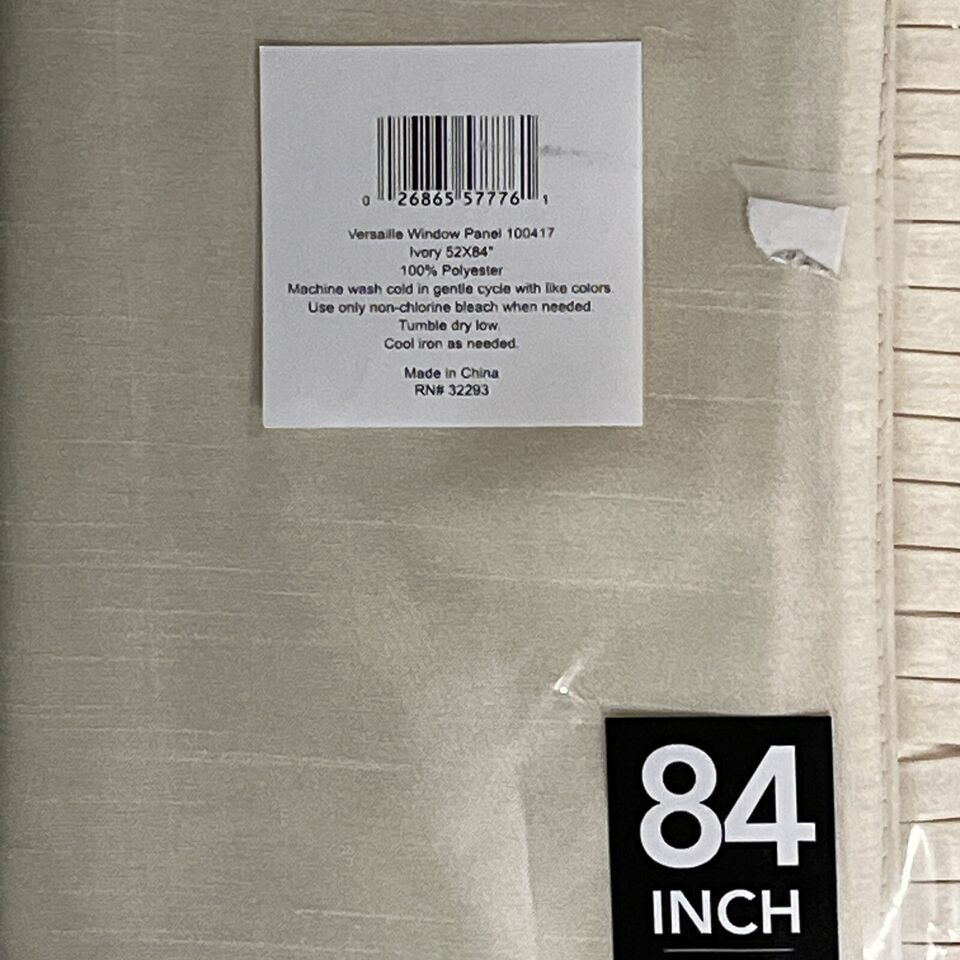 0 26865 57776 1
Versaille Window Panel 100417
Ivory 52X84"
100% Polyester
Machine wash cold in gentle cycle with like colors.
Use only non-chlorine bleach when needed.
Tumble dry low.
Cool iron as needed.
Made in China
RN# 32293
84
INCH